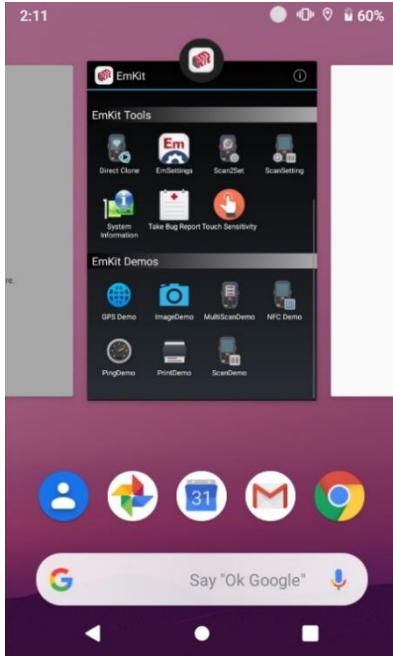 2:11 60%
EmKit
EmKit Tools
Direct Clone EmSettings Scan2Set ScanSetting
System Information Take Bug Report Touch Sensitivity
EmKit Demos
GPS Demo ImageDemo MultiScanDemo NFC Demo
PingDemo PrintDemo ScanDemo
re.
31
Say "Ok Google"